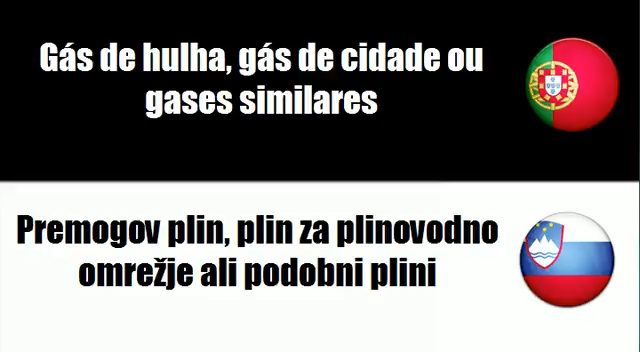 Gás de hulha, gás de cidade ou
gases similares
Premogov plin, plin za plinovodno
omrežje ali podobni plini